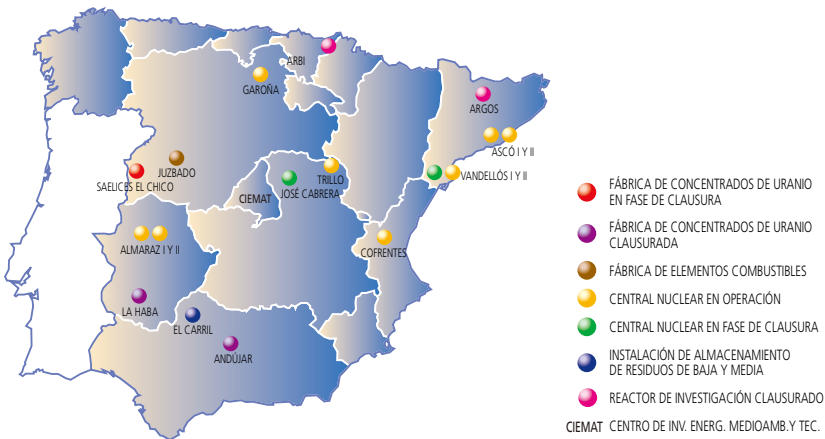 ARBI
GAROÑA
ARGOS
ASCÓ I Y II
JUZBADO
SAELICES EL CHICO
CIEMAT
TRILLO
JOSÉ CABRERA
VANDELLÓS I Y II
ALMARAZ I Y II
COFRENTES
LA HABA
EL CARRIL
ANDÚJAR
FÁBRICA DE CONCENTRADOS DE URANIO
EN FASE DE CLAUSURA
FÁBRICA DE CONCENTRADOS DE URANIO
CLAUSURADA
FÁBRICA DE ELEMENTOS COMBUSTIBLES
CENTRAL NUCLEAR EN OPERACIÓN
CENTRAL NUCLEAR EN FASE DE CLAUSURA
INSTALACIÓN DE ALMACENAMIENTO
DE RESIDUOS DE BAJA Y MEDIA
REACTOR DE INVESTIGACIÓN CLAUSURADO
CIEMAT CENTRO DE INV. ENERG. MEDIOAMB.Y TEC.